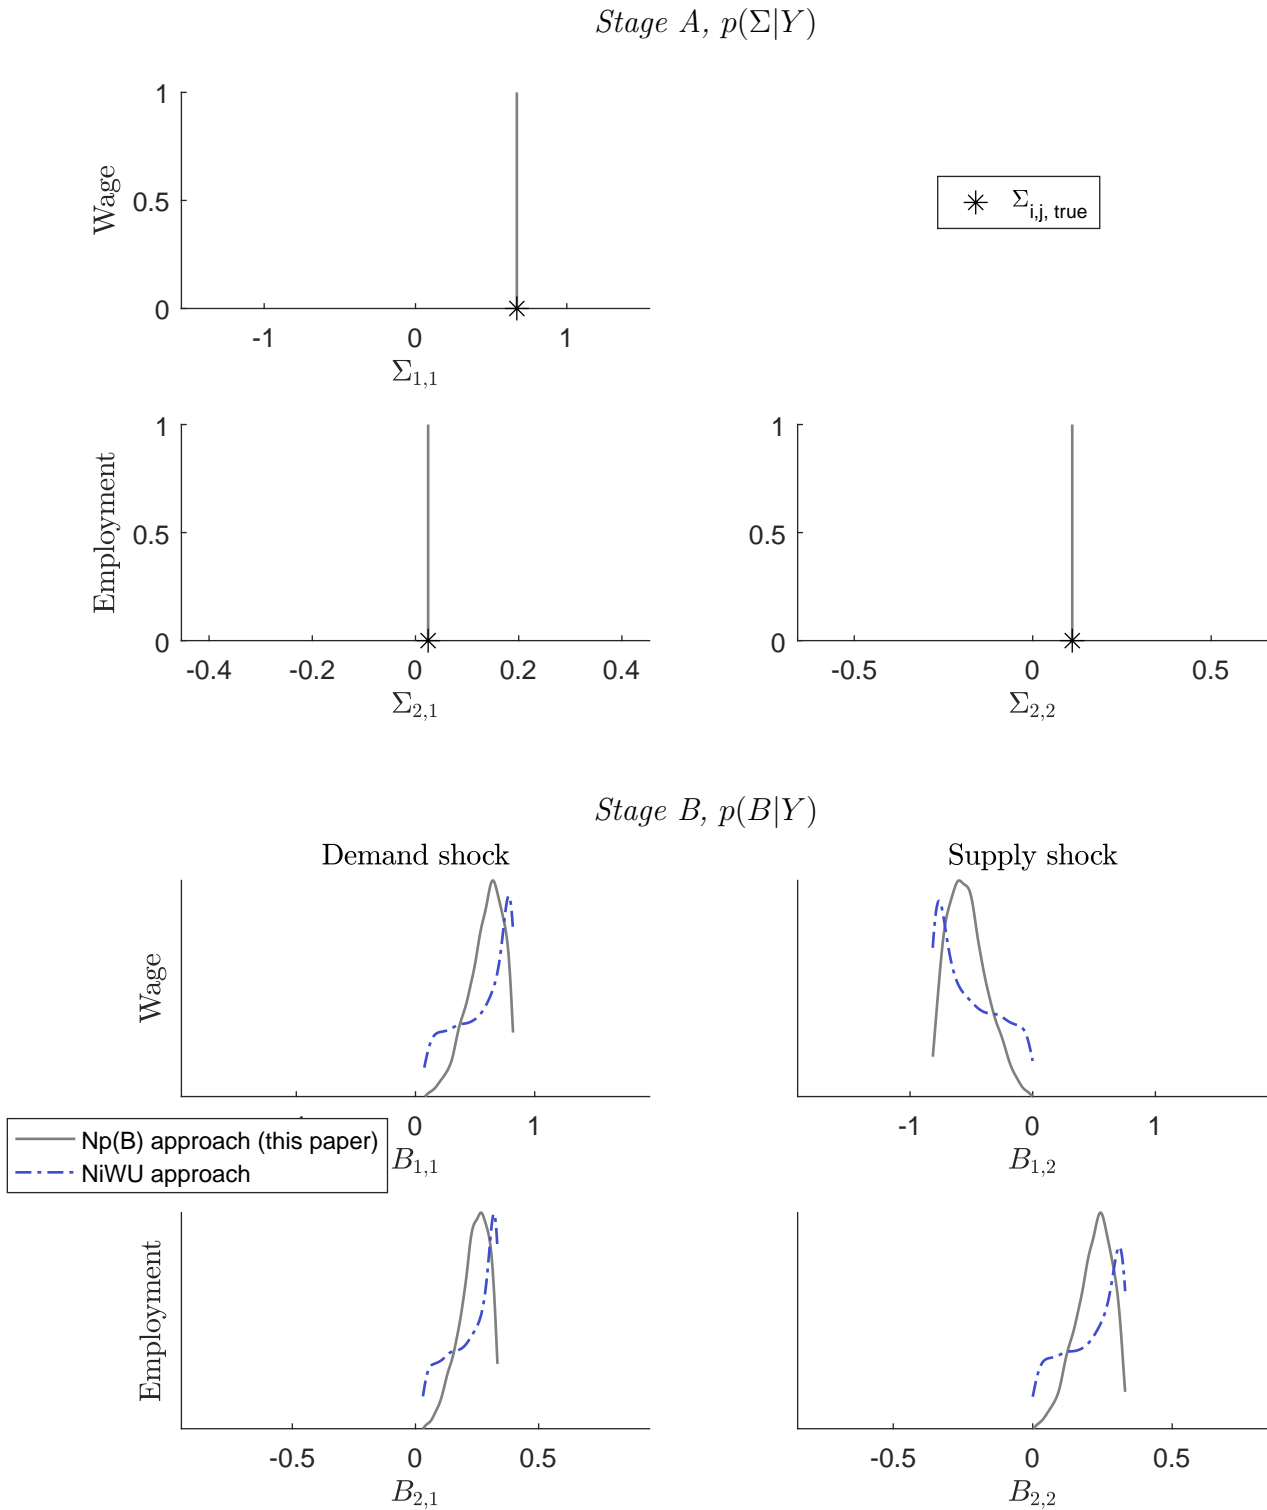 Stage A, p(Σ|Y)
1
0.5
0
Wage
-1 0 1
Σ1,1
Σi,j, true
1
0.5
0
Employment
-0.4 -0.2 0 0.2 0.4
Σ2,1
1
0.5
0
-0.5 0 0.5
Σ2,2
Stage B, p(B|Y)
Demand shock
Supply shock
Wage
0 1
B1,1
-1 0 1
B1,2
Np(B) approach (this paper)
NiWU approach
Employment
-0.5 0 0.5
B2,1
-0.5 0 0.5
B2,2